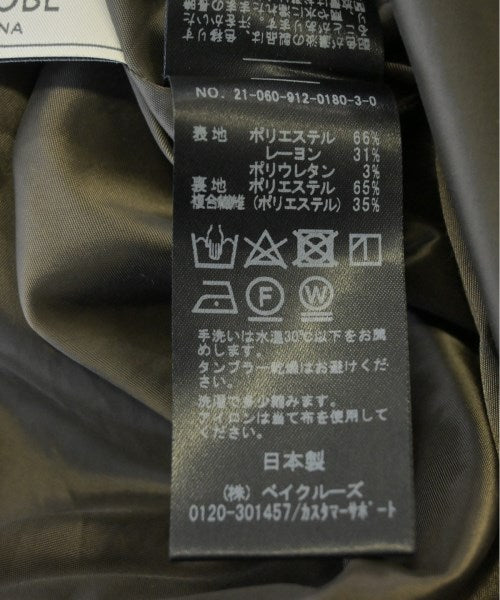 OBE
NA
配色が濃
NO. 21-060-912-0180-3-0
表地 ポリエステル 66%
レーヨン 31%
ポリウレタン 3%
裏地 ポリエステル 65%
複合繊維(ポリエステル) 35%
F
W
手洗いは水温30℃以下をお薦
めします。
タンブラー乾燥はお避けくださ
い。
洗濯で多少縮みます。
アイロンは当て布を使用して
ください。
日本製
(株) ベイクルーズ
0120-301457/カスタマーサポート